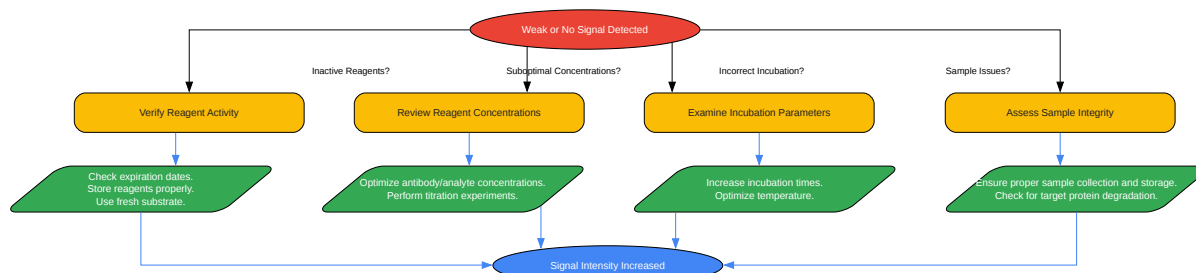 Weak or No Signal Detected
Inactive Reagents?
Suboptimal Concentrations?
Incorrect Incubation?
Sample Issues?
Verify Reagent Activity
Review Reagent Concentrations
Examine Incubation Parameters
Assess Sample Integrity
Check expiration dates.
Store reagents properly.
Use fresh substrate.
Optimize antibody/analyte concentrations.
Perform titration experiments.
Increase incubation times.
Optimize temperature.
Ensure proper sample collection and storage.
Check for target protein degradation.
Signal Intensity Increased